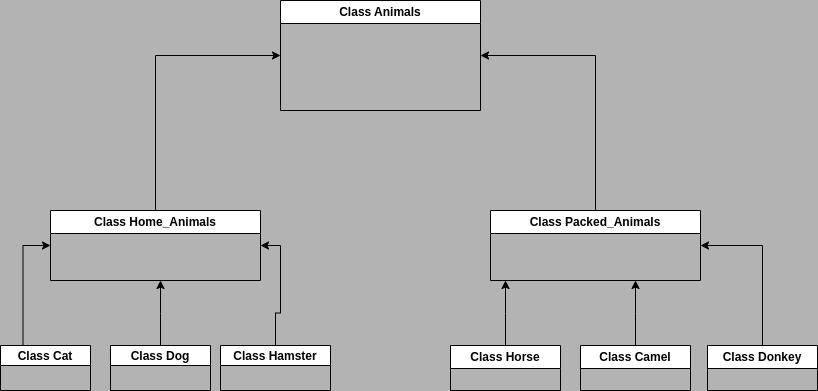 Class Animals
Class Home_Animals
Class Packed_Animals
Class Cat
Class Dog
Class Hamster
Class Horse
Class Camel
Class Donkey